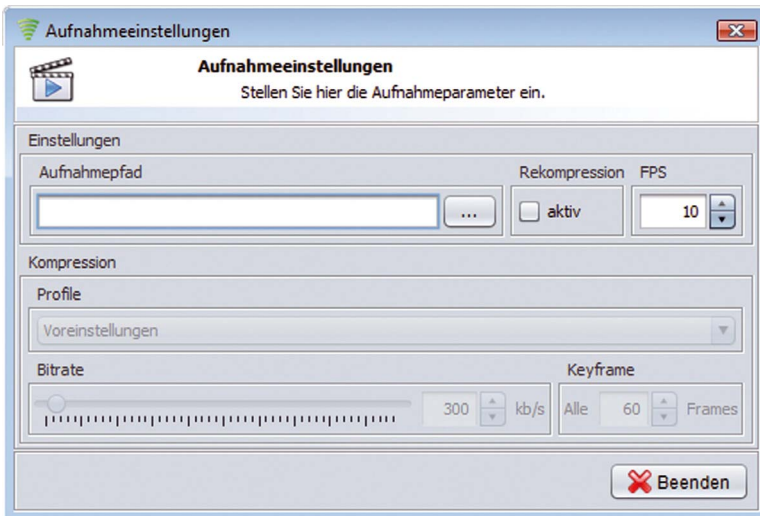 Aufnahmeeinstellungen
Aufnahmeeinstellungen
Stellen Sie hier die Aufnahmeparameter ein.
Einstellungen
Aufnahmepfad
Rekompression
FPS
...
aktiv
10
Kompression
Profile
Voreinstellungen
Bitrate
Keyframe
300 kb/s
Alle 60 Frames
Beenden